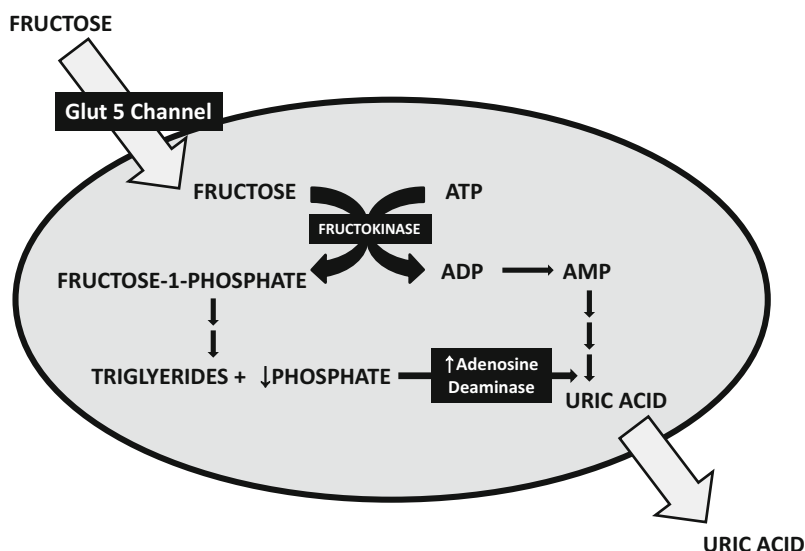 FRUCTOSE
Glut 5 Channel
FRUCTOSE
ATP
FRUCTOKINASE
FRUCTOSE-1-PHOSPHATE
ADP
AMP
TRIGLYERIDES + ↓PHOSPHATE
↑Adenosine
Deaminase
URIC ACID
URIC ACID